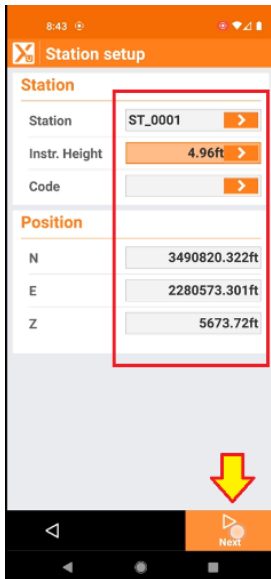 8:43
Station setup
Station
Station ST_0001
Instr. Height 4.96ft
Code
Position
N 3490820.322ft
E 2280573.301ft
Z 5673.72ft
Next